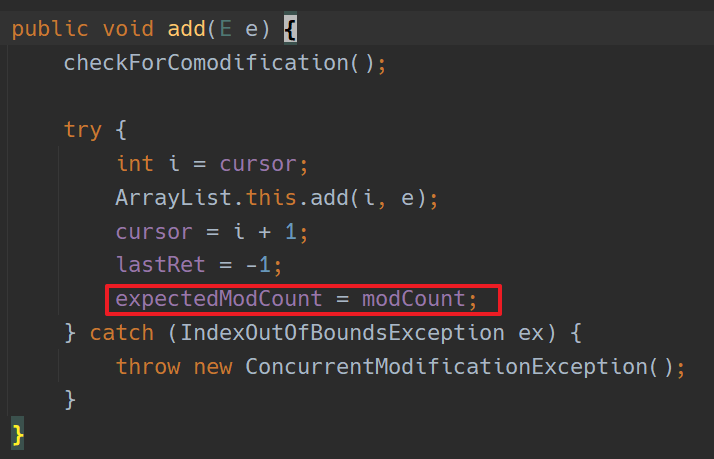 public void add(E e) {
checkForComodification();
try {
int i = cursor;
ArrayList.this.add(i, e);
cursor = i + 1;
lastRet = -1;
expectedModCount = modCount;
} catch (IndexOutOfBoundsException ex) {
throw new ConcurrentModificationException();
}
}